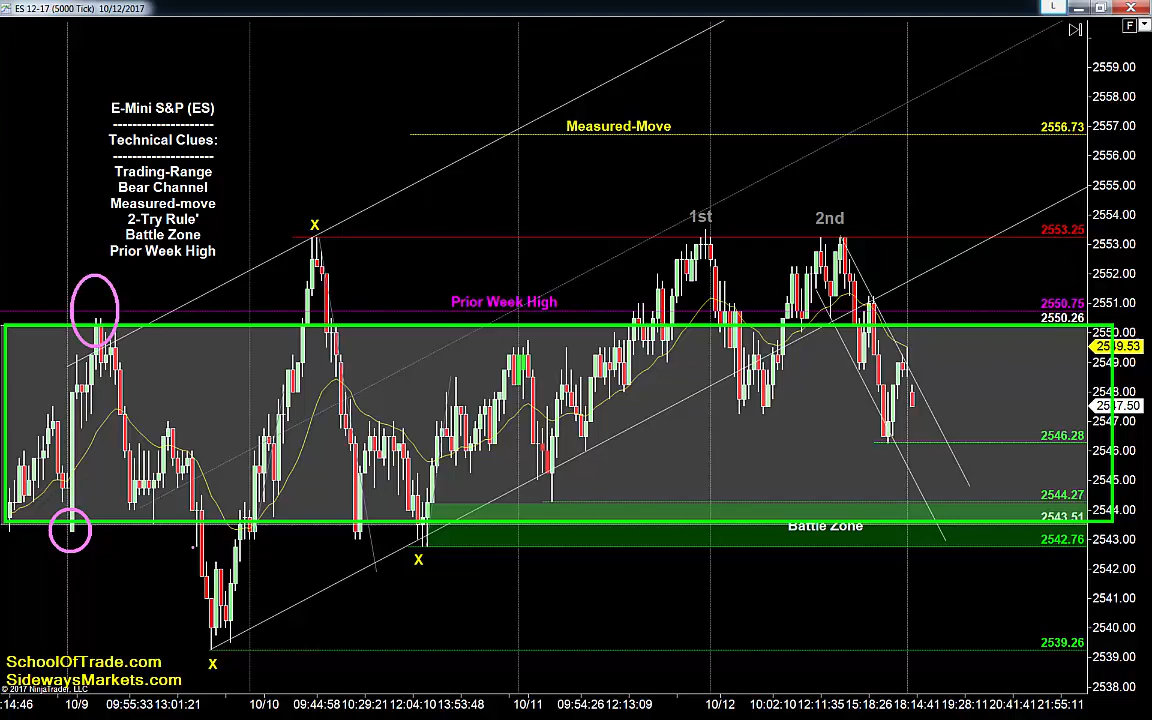 ES 12-17 (5000 Tick) 10/12/2017
L
X
F
E-Mini S&P (ES)
---------------------
Technical Clues:
---------------------
Trading-Range
Bear Channel
Measured-move
2-Try Rule'
Battle Zone
Prior Week High
Measured-Move
2556.73
X
1st
2nd
2553.25
Prior Week High
2550.75
2550.26
2546.28
2544.27
2543.51
Battle Zone
2542.76
X
2539.26
X
2559.00
2558.00
2557.00
2556.00
2555.00
2554.00
2553.00
2552.00
2551.00
2550.00
2549.53
2549.00
2548.00
2547.50
2547.00
2546.00
2545.00
2544.00
2543.00
2542.00
2541.00
2540.00
2539.00
2538.00
SchoolOfTrade.com
SidewaysMarkets.com
© 2017 NinjaTrader, LLC
:14:46 10/9 09:55:33 13:01:21 10/10 09:44:58 10:29:21 12:04:10 13:53:48 10/11 09:54:26 12:13:09 10/12 10:02:10 12:11:35 15:18:26 18:14:41 19:28:11 20:41:41 21:55:11